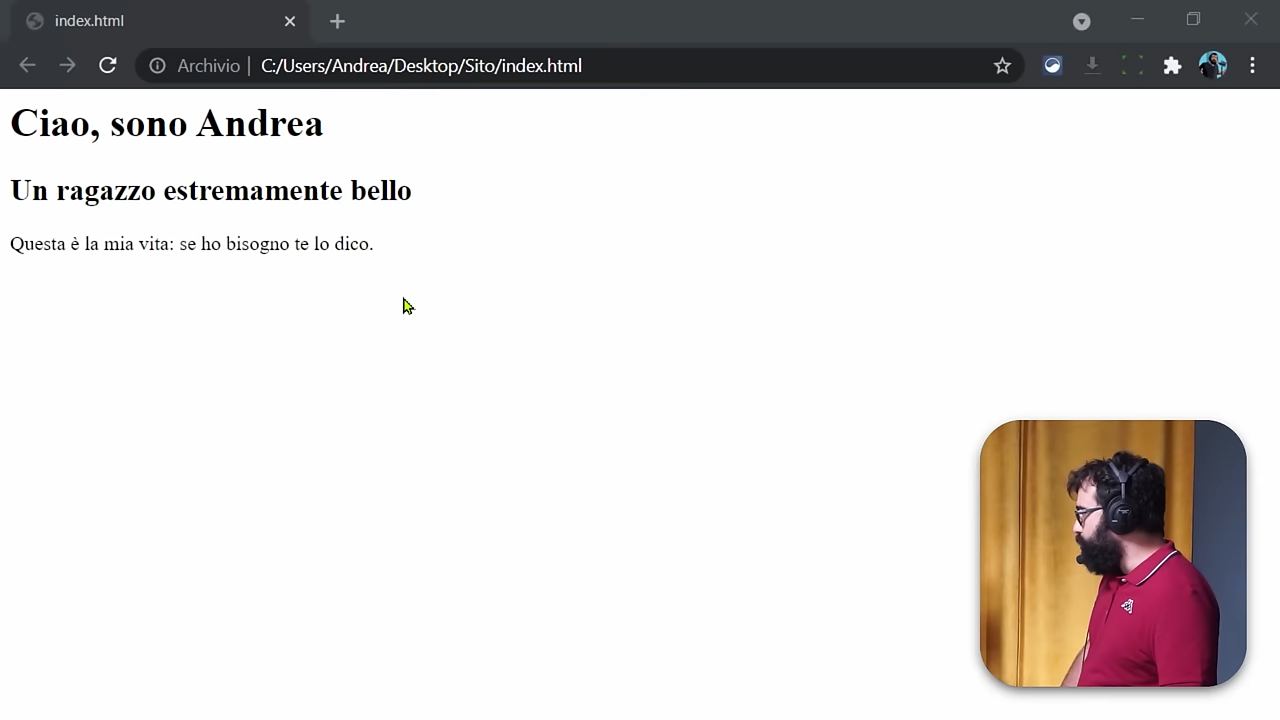 index.html
Archivio | C:/Users/Andrea/Desktop/Sito/index.html
Ciao, sono Andrea
Un ragazzo estremamente bello
Questa è la mia vita: se ho bisogno te lo dico.